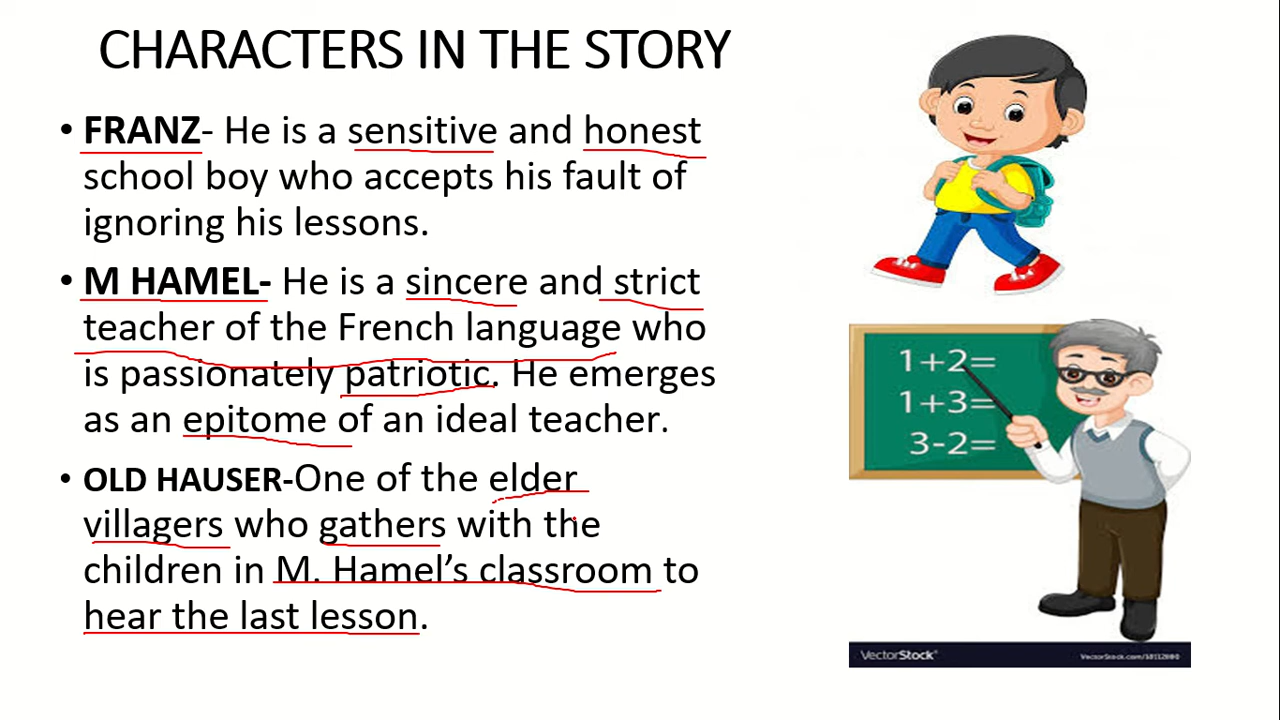 CHARACTERS IN THE STORY
• FRANZ- He is a sensitive and honest
school boy who accepts his fault of
ignoring his lessons.
• M HAMEL- He is a sincere and strict
teacher of the French language who
is passionately patriotic. He emerges
as an epitome of an ideal teacher.
• OLD HAUSER-One of the elder
villagers who gathers with the
children in M. Hamel’s classroom to
hear the last lesson.
1+2=
1+3=
3-2=
VectorStock®